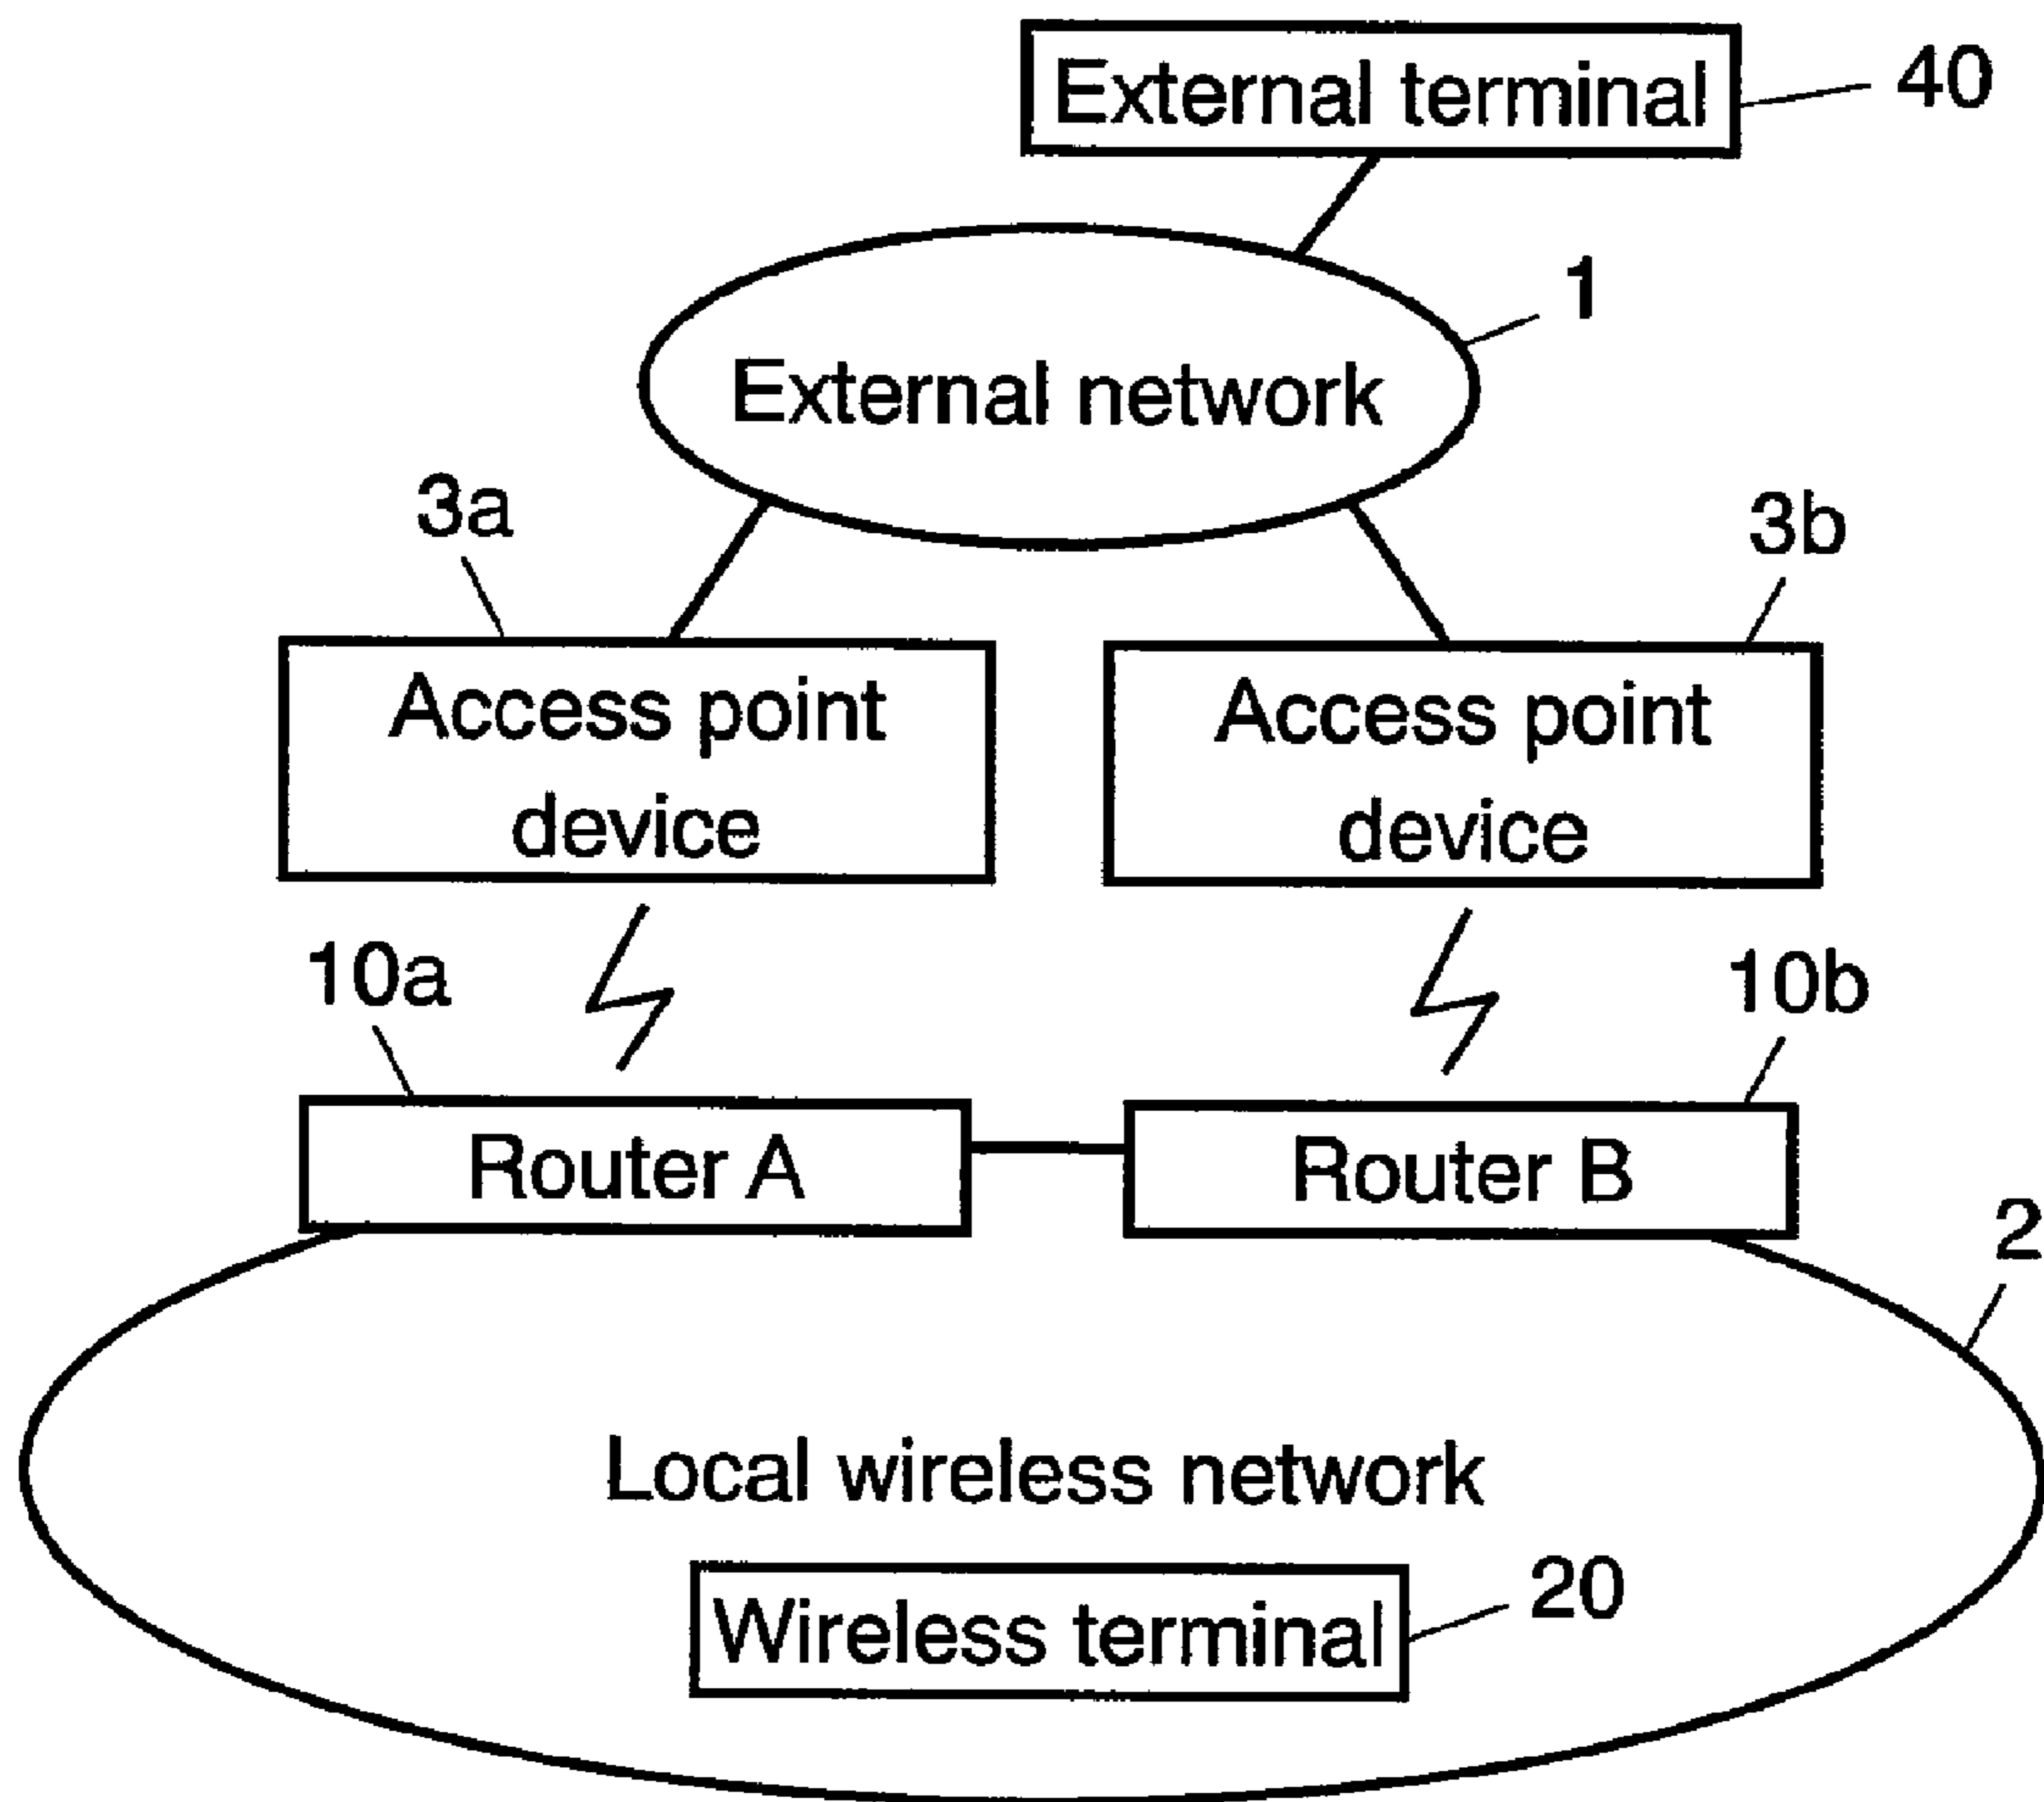 External terminal
40
1
External network
3a
3b
Access point
device
Access point
device
10a
10b
Router A
Router B
2
Local wireless network
20
Wireless terminal